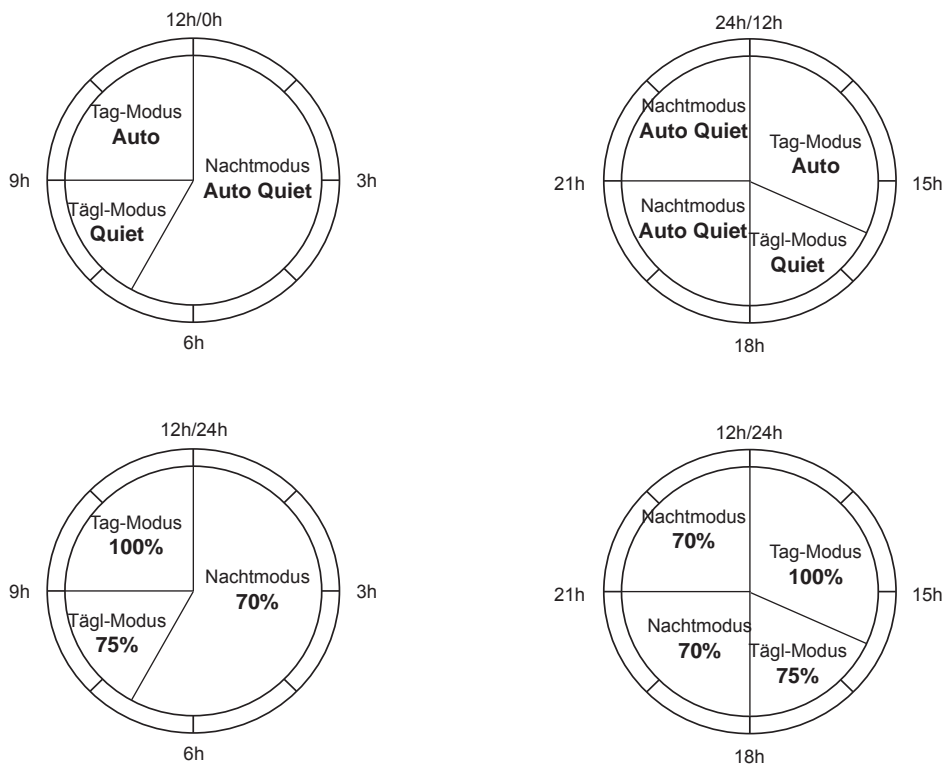 12h/0h
Tag-Modus
Auto
Nachtmodus
Auto Quiet
9h
3h
Tägl-Modus
Quiet
6h
24h/12h
Nachtmodus
Auto Quiet
Tag-Modus
Auto
21h
15h
Nachtmodus
Auto Quiet
Tägl-Modus
Quiet
18h
12h/24h
Tag-Modus
100%
Nachtmodus
70%
9h
3h
Tägl-Modus
75%
6h
12h/24h
Nachtmodus
70%
Tag-Modus
100%
21h
15h
Nachtmodus
70%
Tägl-Modus
75%
18h